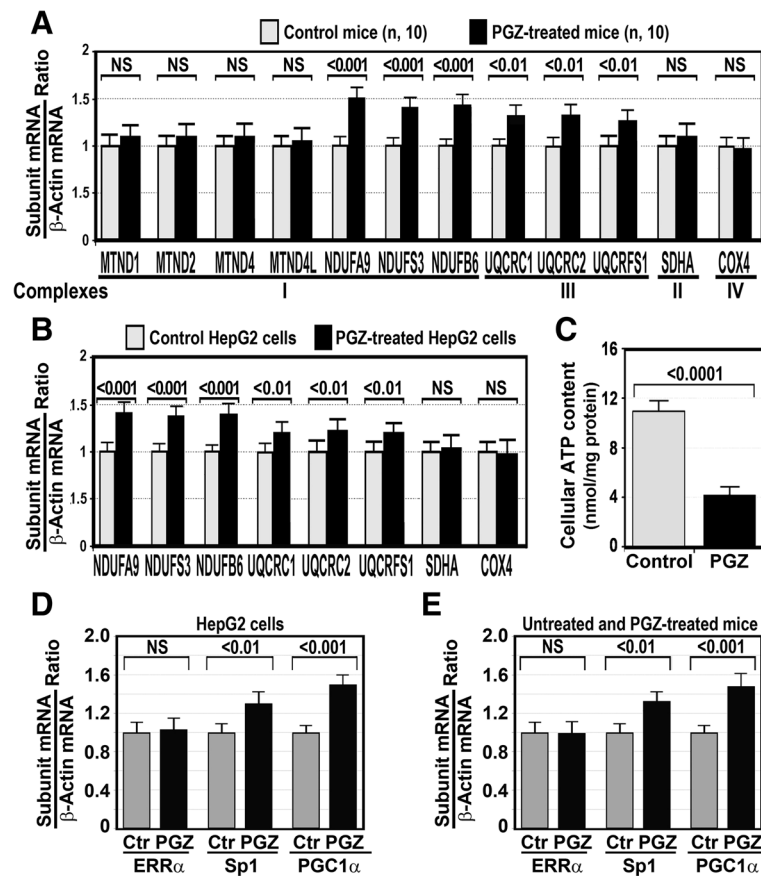 A
Control mice (n, 10) PGZ-treated mice (n, 10)
Subunit mRNA
β-Actin mRNA
Ratio
2
1.5
1
1.5
0
NS NS NS NS <0.001 <0.001 <0.001 <0.01 <0.01 <0.01 NS NS
MTND1 MTND2 MTND4 MTND4L NDUFA9 NDUFS3 NDUFB6 UQCRC1 UQCRC2 UQCRFS1 SDHA COX4
Complexes I III II IV
B
Control HepG2 cells PGZ-treated HepG2 cells
Subunit mRNA
β-Actin mRNA
Ratio
2
1.5
1
1.5
0
<0.001 <0.001 <0.001 <0.01 <0.01 <0.01 NS NS
NDUFA9 NDUFS3 NDUFB6 UQCRC1 UQCRC2 UQCRFS1 SDHA COX4
C
Cellular ATP content
(nmol/mg protein)
16
12
8
4
0
<0.0001
Control PGZ
D
HepG2 cells
Subunit mRNA
β-Actin mRNA
Ratio
2.0
1.6
1.2
0.8
0.4
0
NS <0.01 <0.001
Ctr PGZ Ctr PGZ Ctr PGZ
ERRα Sp1 PGC1α
E
Untreated and PGZ-treated mice
Subunit mRNA
β-Actin mRNA
Ratio
2.0
1.6
1.2
0.8
0.4
0
NS <0.01 <0.001
Ctr PGZ Ctr PGZ Ctr PGZ
ERRα Sp1 PGC1α